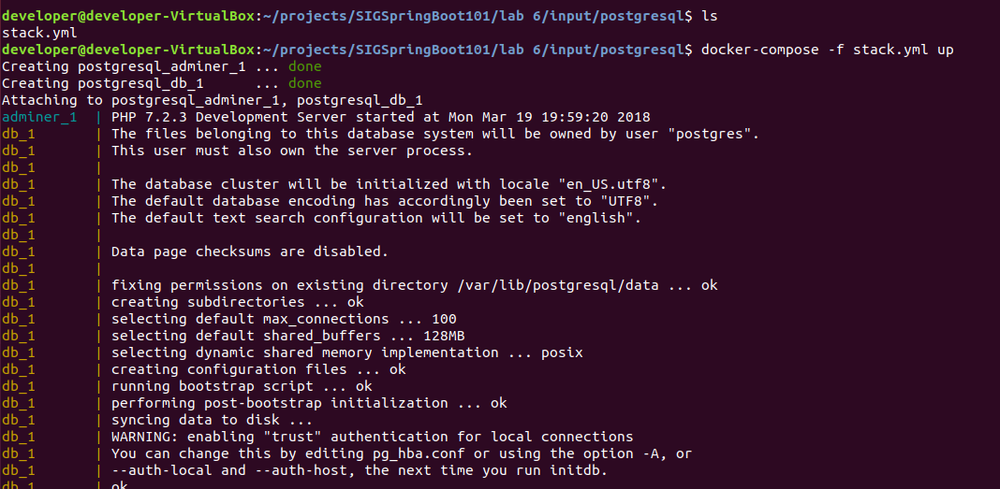 developer@developer-VirtualBox:~/projects/SIGSpringBoot101/lab 6/input/postgresql$ ls
stack.yml
developer@developer-VirtualBox:~/projects/SIGSpringBoot101/lab 6/input/postgresql$ docker-compose -f stack.yml up
Creating postgresql_adminer_1 ... done
Creating postgresql_db_1      ... done
Attaching to postgresql_adminer_1, postgresql_db_1
adminer_1  | PHP 7.2.3 Development Server started at Mon Mar 19 19:59:20 2018
db_1       | The files belonging to this database system will be owned by user "postgres".
db_1       | This user must also own the server process.
db_1       |
db_1       | The database cluster will be initialized with locale "en_US.utf8".
db_1       | The default database encoding has accordingly been set to "UTF8".
db_1       | The default text search configuration will be set to "english".
db_1       |
db_1       | Data page checksums are disabled.
db_1       |
db_1       | fixing permissions on existing directory /var/lib/postgresql/data ... ok
db_1       | creating subdirectories ... ok
db_1       | selecting default max_connections ... 100
db_1       | selecting default shared_buffers ... 128MB
db_1       | selecting dynamic shared memory implementation ... posix
db_1       | creating configuration files ... ok
db_1       | running bootstrap script ... ok
db_1       | performing post-bootstrap initialization ... ok
db_1       | syncing data to disk ...
db_1       | WARNING: enabling "trust" authentication for local connections
db_1       | You can change this by editing pg_hba.conf or using the option -A, or
db_1       | --auth-local and --auth-host, the next time you run initdb.
db_1       | ok